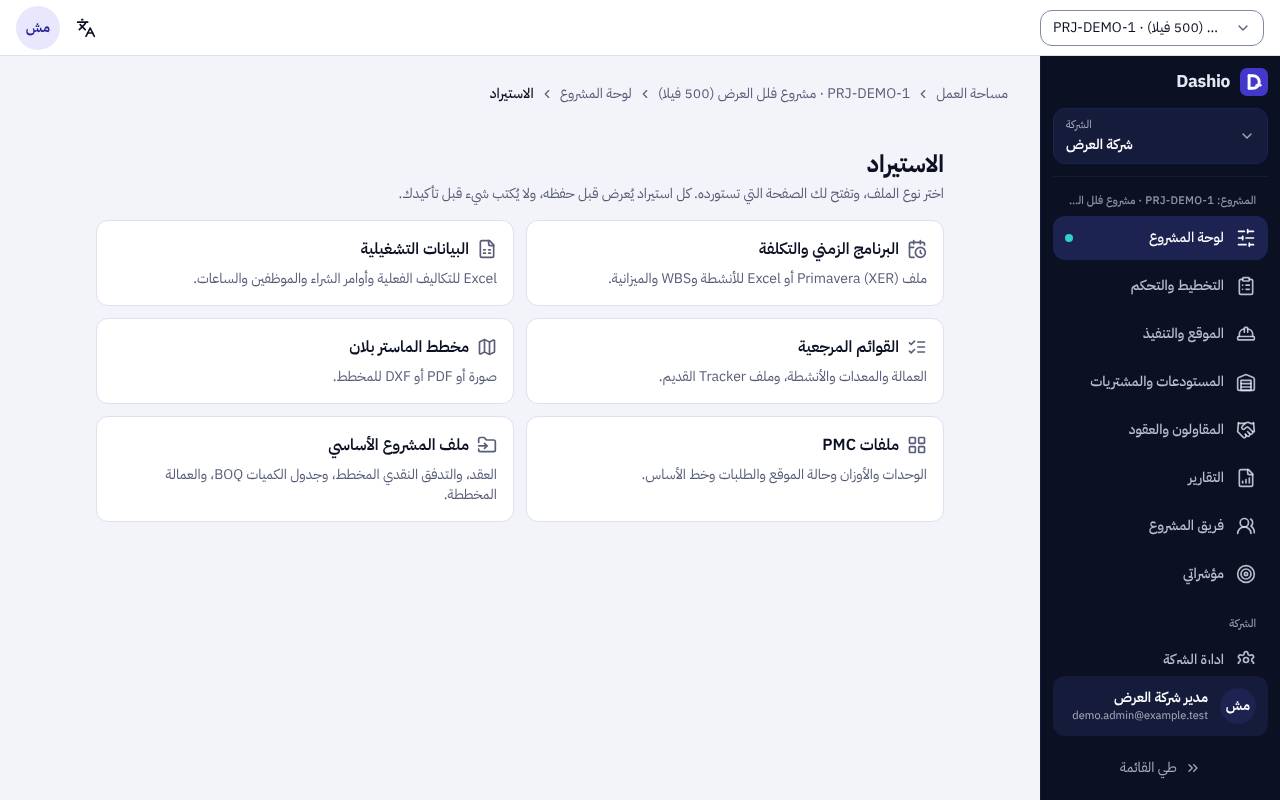 PRJ-DEMO-1 · (500 فيلا) ...
مش
Dashio
الشركة
شركة العرض
المشروع: PRJ-DEMO-1 · مشروع فلل الـ...
لوحة المشروع
التخطيط والتحكم
الموقع والتنفيذ
المستودعات والمشتريات
المقاولون والعقود
التقارير
فريق المشروع
مؤشراتي
الشركة
إدارة الشركة
مش
مدير شركة العرض
demo.admin@example.test
طي القائمة
مساحة العمل › PRJ-DEMO-1 · مشروع فلل العرض (500 فيلا) › لوحة المشروع › الاستيراد
الاستيراد
اختر نوع الملف، وتفتح لك الصفحة التي تستورده. كل استيراد يُعرض قبل حفظه، ولا يُكتب شيء قبل تأكيدك.
البرنامج الزمني والتكلفة
ملف Primavera (XER) أو Excel للأنشطة وWBS والميزانية.
البيانات التشغيلية
Excel للتكاليف الفعلية وأوامر الشراء والموظفين والساعات.
القوائم المرجعية
العمالة والمعدات والأنشطة، وملف Tracker القديم.
مخطط الماستر بلان
صورة أو PDF أو DXF للمخطط.
ملفات PMC
الوحدات والأوزان وحالة الموقع والطلبات وخط الأساس.
ملف المشروع الأساسي
العقد، والتدفق النقدي المخطط، وجدول الكميات BOQ، والعمالة
المخططة.